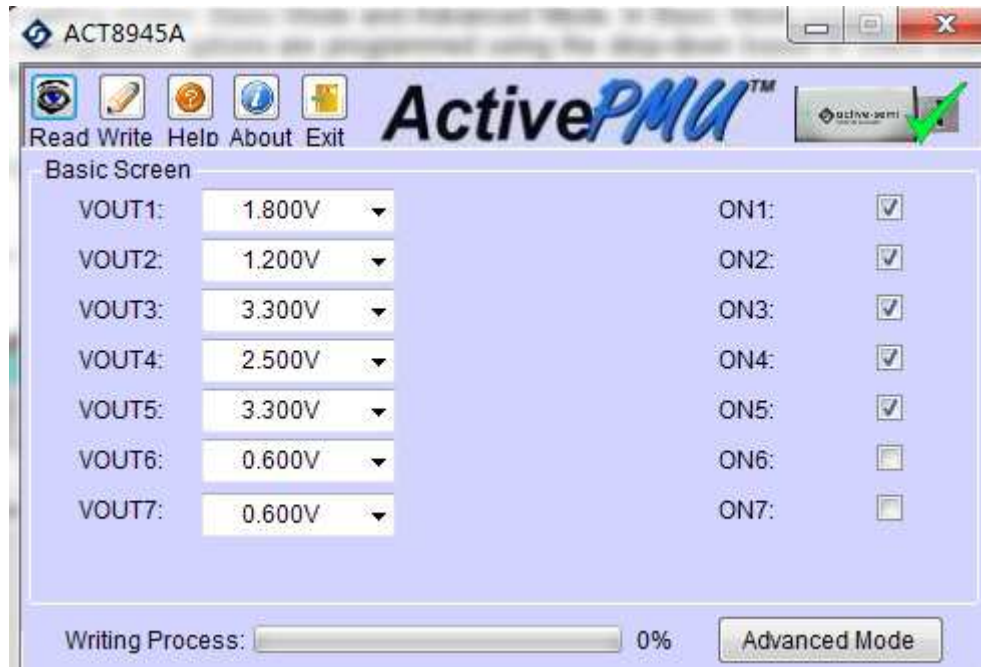 ACT8945A
Read Write Help About Exit
ActivePMU™
active-semi
Basic Screen
VOUT1: 1.800V ON1:
VOUT2: 1.200V ON2:
VOUT3: 3.300V ON3:
VOUT4: 2.500V ON4:
VOUT5: 3.300V ON5:
VOUT6: 0.600V ON6:
VOUT7: 0.600V ON7:
Writing Process: 0% Advanced Mode